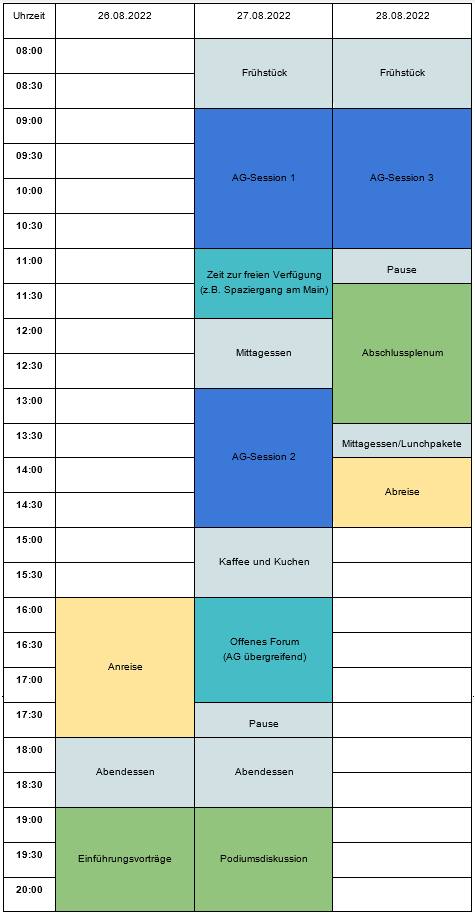 Uhrzeit 26.08.2022 27.08.2022 28.08.2022
08:00
Frühstück Frühstück
08:30
09:00
09:30
AG-Session 1 AG-Session 3
10:00
10:30
11:00
Pause
Zeit zur freien Verfügung
(z.B. Spaziergang am Main)
11:30
12:00
Mittagessen Abschlussplenum
12:30
13:00
13:30
Mittagessen/Lunchpakete
AG-Session 2
14:00
Abreise
14:30
15:00
Kaffee und Kuchen
15:30
16:00
16:30
Offenes Forum
(AG übergreifend)
Anreise
17:00
17:30
Pause
18:00
Abendessen Abendessen
18:30
19:00
19:30
Einführungsvorträge Podiumsdiskussion
20:00